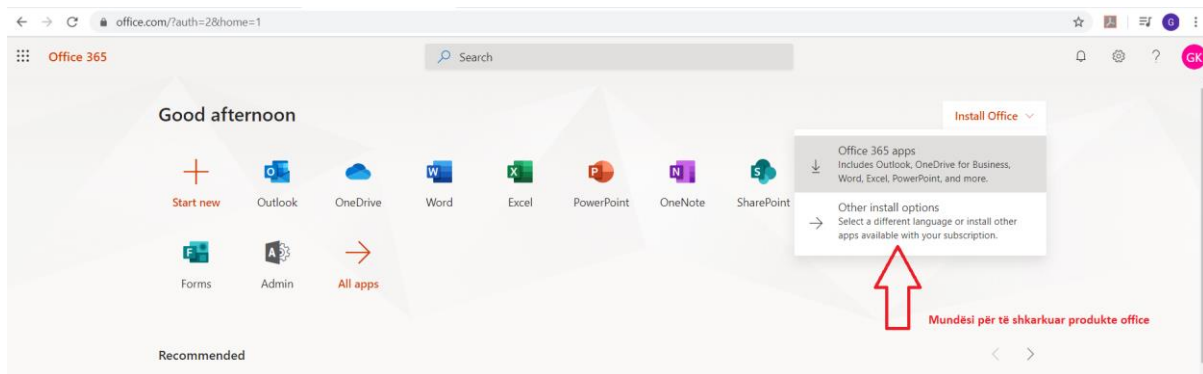 office.com/?auth=2&home=1
G
Office 365
Search
?
GK
Good afternoon
Install Office
Office 365 apps
Includes Outlook, OneDrive for Business,
Word, Excel, PowerPoint, and more.
Other install options
Select a different language or install other
apps available with your subscription.
Start new
Outlook
OneDrive
Word
Excel
PowerPoint
OneNote
SharePoint
Forms
Admin
All apps
Mundësi për të shkarkuar produkte office
Recommended